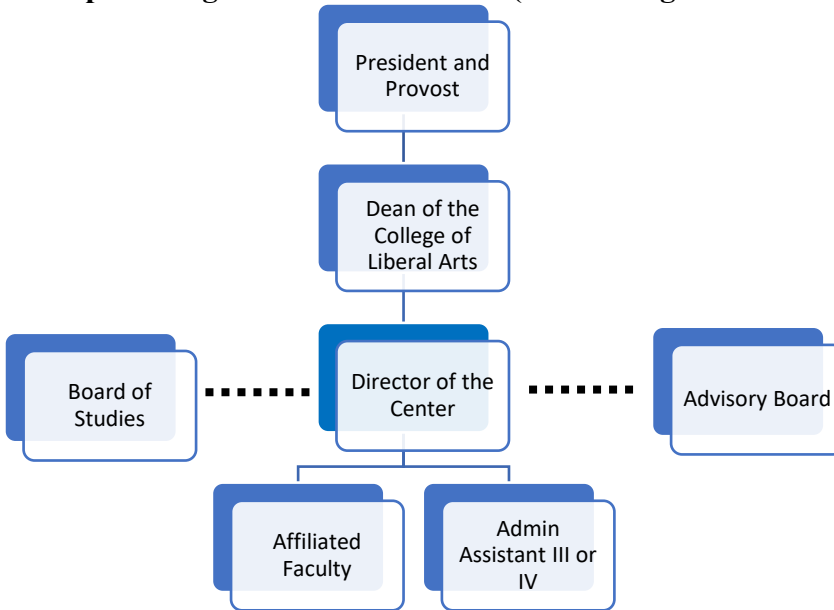 President and
Provost
Dean of the
College of
Liberal Arts
Board of
Studies
Director of the
Center
Advisory Board
Affiliated
Faculty
Admin
Assistant III or
IV